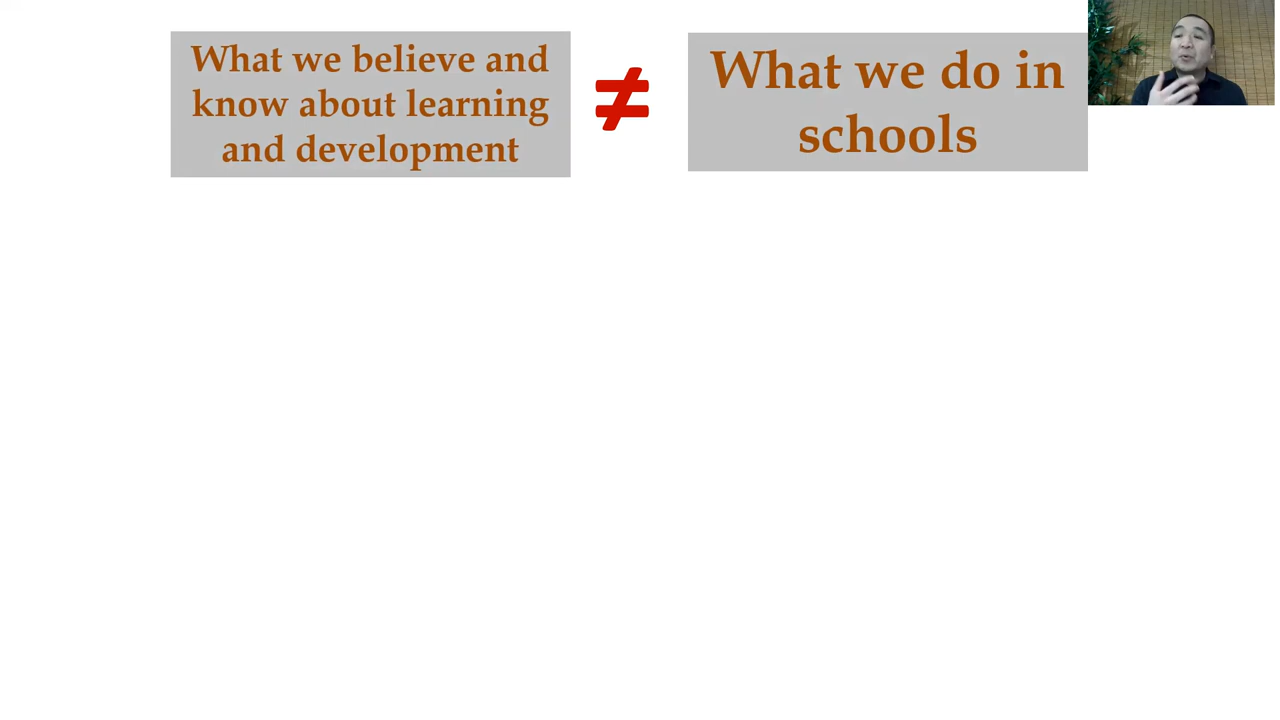 What we believe and
know about learning
and development
≠
What we do in
schools